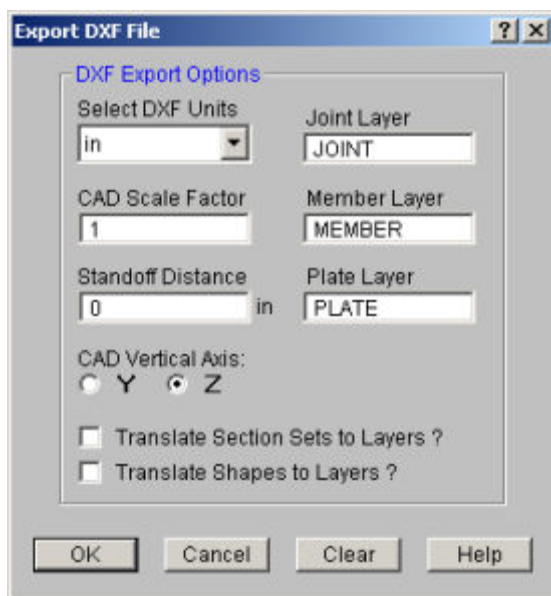 Export DXF File
DXF Export Options
Select DXF Units
in
Joint Layer
JOINT
CAD Scale Factor
1
Member Layer
MEMBER
Standoff Distance
0 in
Plate Layer
PLATE
CAD Vertical Axis:
Y Z
Translate Section Sets to Layers ?
Translate Shapes to Layers ?
OK Cancel Clear Help